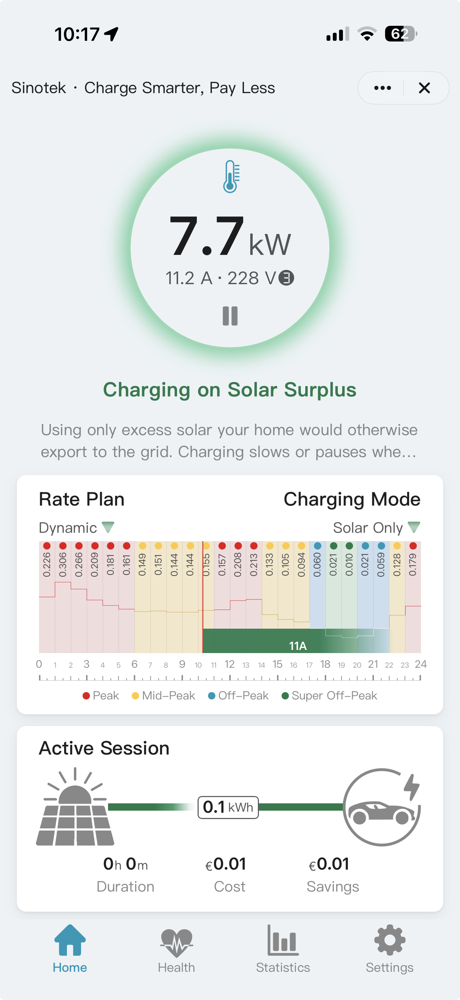 10:17
62
Sinotek · Charge Smarter, Pay Less
7.7 kW
11.2 A · 228 V 3
Charging on Solar Surplus
Using only excess solar your home would otherwise
export to the grid. Charging slows or pauses whe...
Rate Plan
Charging Mode
Dynamic
Solar Only
0.226 0.306 0.266 0.209 0.181 0.161 0.149 0.151 0.144 0.144 0.155 0.157 0.208 0.213 0.133 0.105 0.094 0.060 0.021 0.010 0.021 0.059 0.128 0.179
11A
0 1 2 3 4 5 6 7 8 9 10 11 12 13 14 15 16 17 18 19 20 21 22 23 24
Peak Mid-Peak Off-Peak Super Off-Peak
Active Session
0.1 kWh
0h 0m €0.01 €0.01
Duration Cost Savings
Home Health Statistics Settings